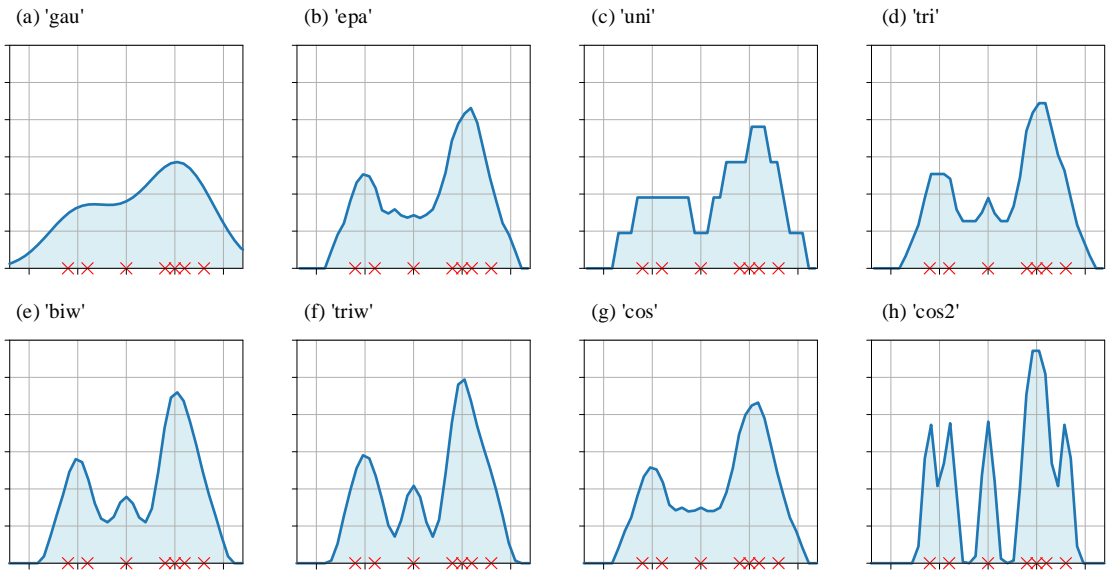 (a) 'gau'
(b) 'epa'
(c) 'uni'
(d) 'tri'
(e) 'biw'
(f) 'triw'
(g) 'cos'
(h) 'cos2'